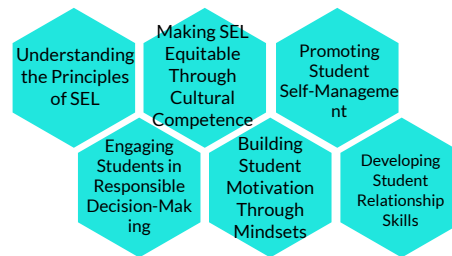 Understanding
the Principles
of SEL
Making SEL
Equitable
Through
Cultural
Competence
Promoting
Student
Self-Manageme
nt
Engaging
Students in
Responsible
Decision-Mak
ing
Building
Student
Motivation
Through
Mindsets
Developing
Student
Relationship
Skills